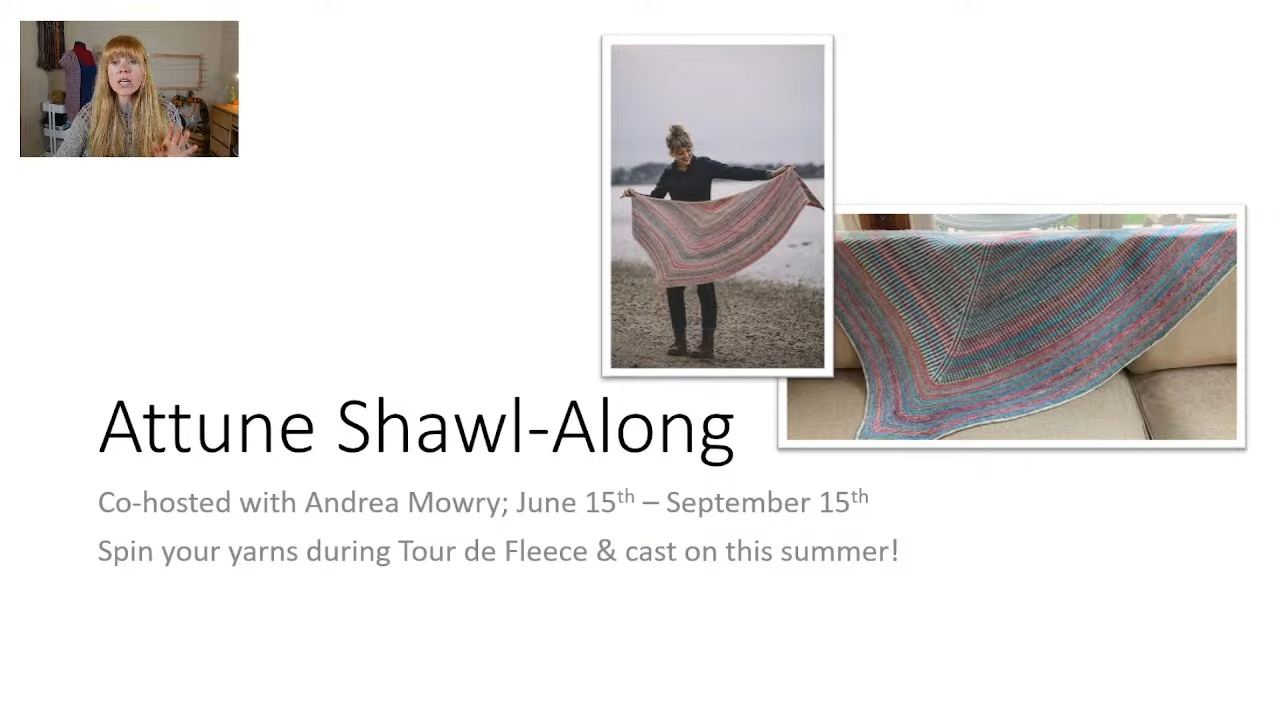 Attune Shawl-Along
Co-hosted with Andrea Mowry; June 15th – September 15th
Spin your yarns during Tour de Fleece & cast on this summer!